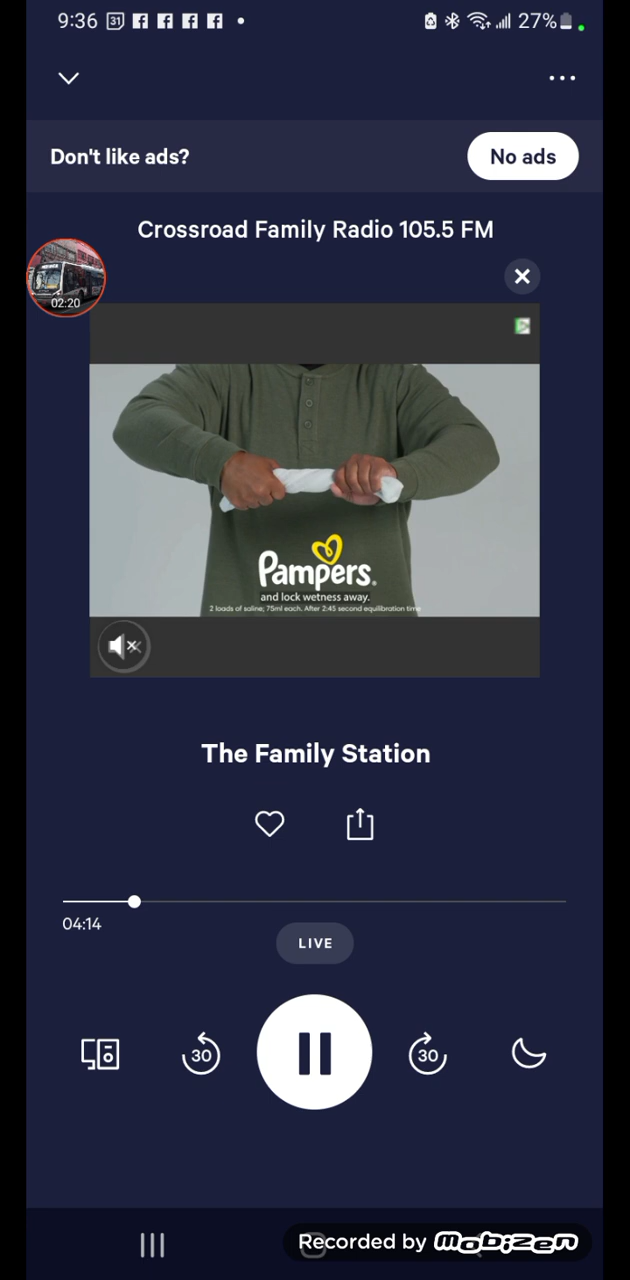 9:36 31 27%
Don't like ads? No ads
Crossroad Family Radio 105.5 FM
02:20
Pampers.
and lock wetness away.
2 loads of saline; 75ml each. After 2:45 second equilibration time
The Family Station
04:14
LIVE
30 30
Recorded by mobizen